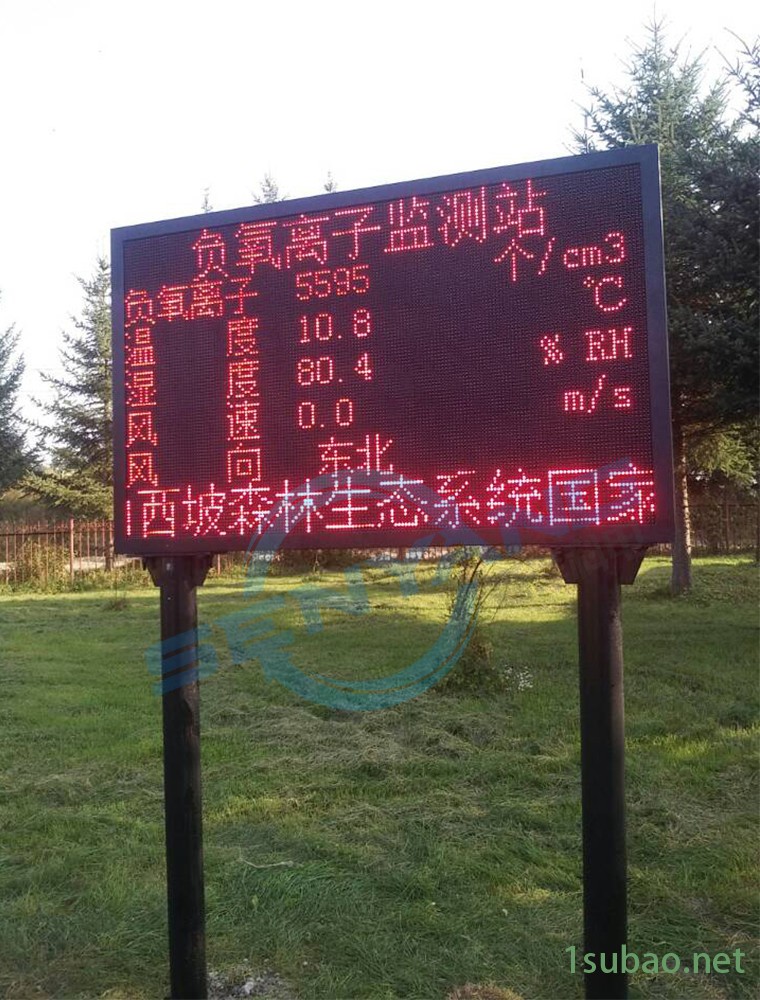 负氧离子监测站
负氧离子 5595 个/cm3
温 度 10.8 ℃
湿 度 80.4 % RH
风 速 0.0 m/s
风 向 东北
西坡森林生态系统国家
1subao.net